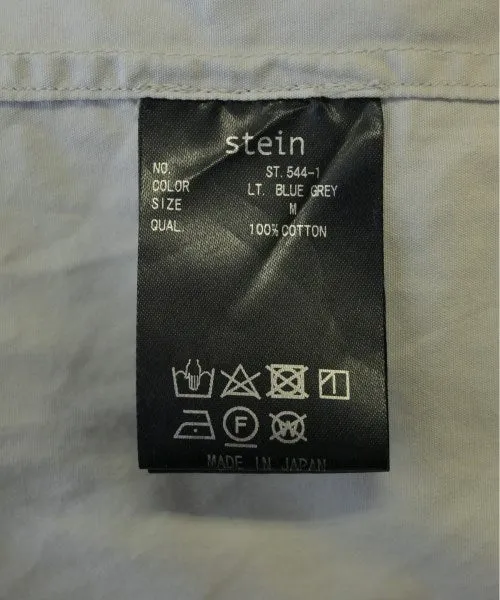 stein
NO. ST.544-1
COLOR LT. BLUE GREY
SIZE M
QUAL. 100% COTTON
F
W
MADE IN JAPAN